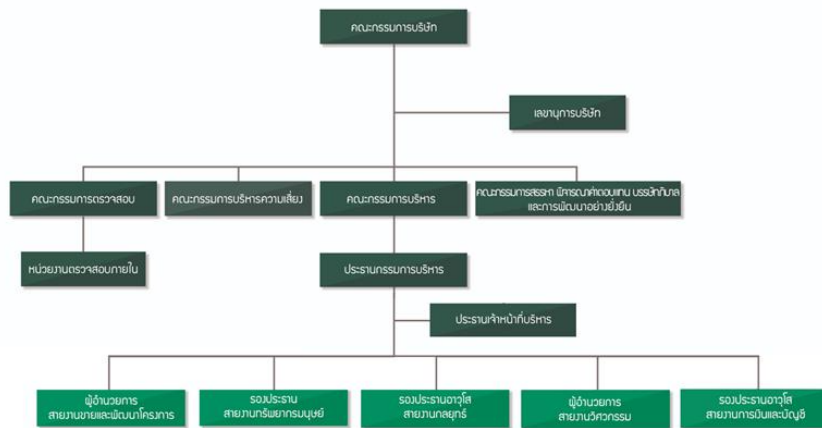 คณะกรรมการบริษัท
เลขานุการบริษัท
คณะกรรมการตรวจสอบ
คณะกรรมการบริหารความเสี่ยง
คณะกรรมการบริหาร
คณะกรรมการสรรหา พิจารณาค่าตอบแทน บรรษัทภิบาล
และการพัฒนาอย่างยั่งยืน
หน่วยงานตรวจสอบภายใน
ประธานกรรมการบริหาร
ประธานเจ้าหน้าที่บริหาร
ผู้อำนวยการ
สายงานขายและพัฒนาโครงการ
รองประธาน
สายงานทรัพยากรมนุษย์
รองประธานอาวุโส
สายงานกลยุทธ์
ผู้อำนวยการ
สายงานวิศวกรรม
รองประธานอาวุโส
สายงานการเงินและบัญชี